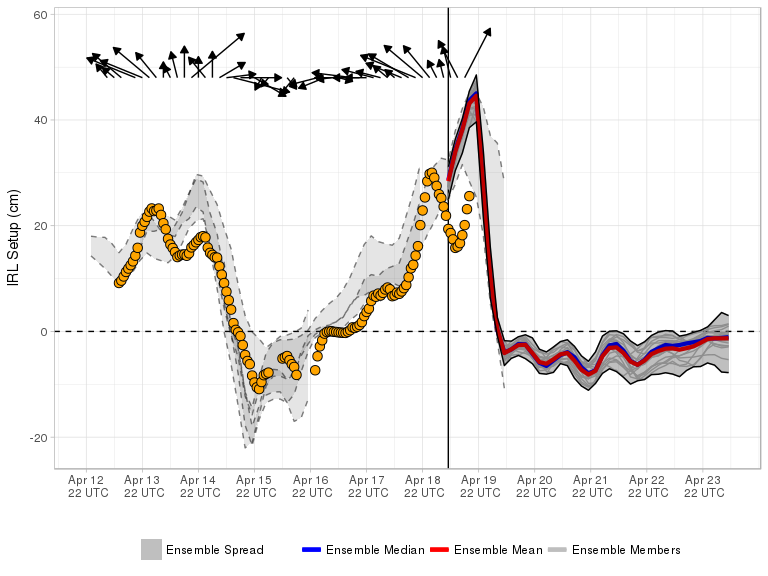 60
40
20
0
-20
IRL Setup (cm)
Apr 12 Apr 13 Apr 14 Apr 15 Apr 16 Apr 17 Apr 18 Apr 19 Apr 20 Apr 21 Apr 22 Apr 23
22 UTC 22 UTC 22 UTC 22 UTC 22 UTC 22 UTC 22 UTC 22 UTC 22 UTC 22 UTC 22 UTC 22 UTC
Ensemble Spread Ensemble Median Ensemble Mean Ensemble Members